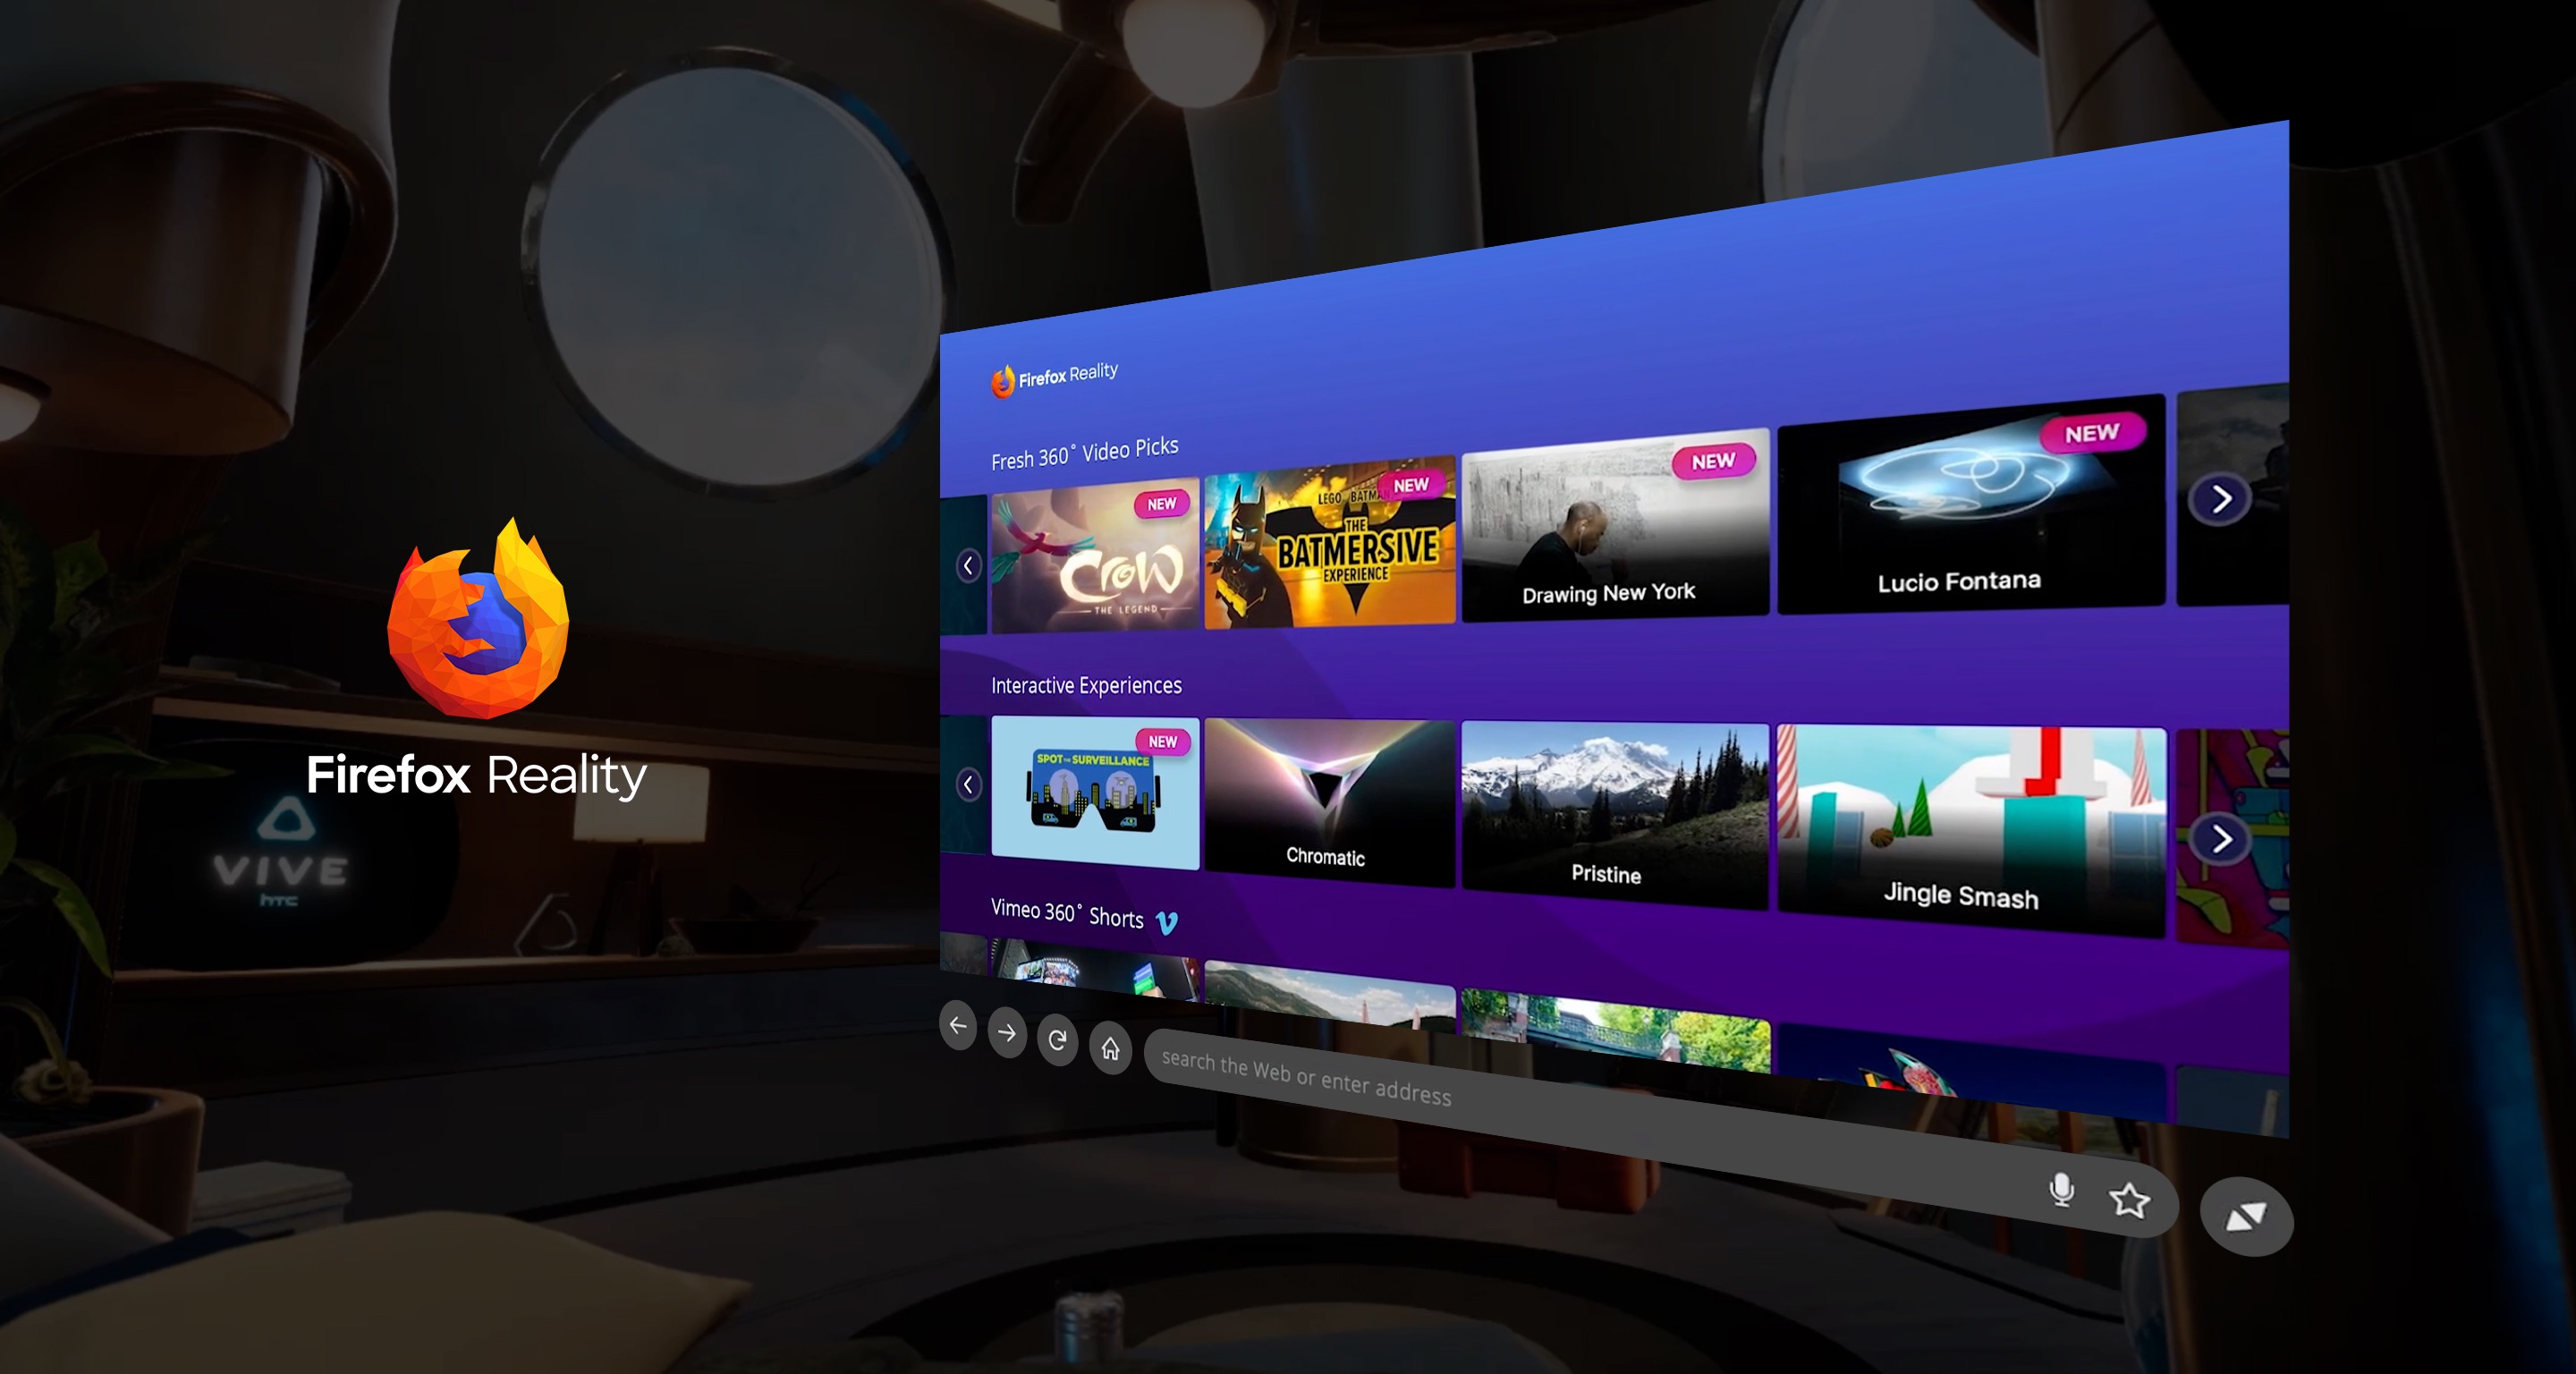 Firefox Reality
VIVE
htc
Firefox Reality
Fresh 360° Video Picks
NEW
CROW
THE LEGEND
NEW
LEGO BATM
THE
BATMERSIVE
EXPERIENCE
NEW
Drawing New York
NEW
Lucio Fontana
Interactive Experiences
NEW
SPOT THE SURVEILLANCE
Chromatic
Pristine
Jingle Smash
Vimeo 360° Shorts
search the Web or enter address